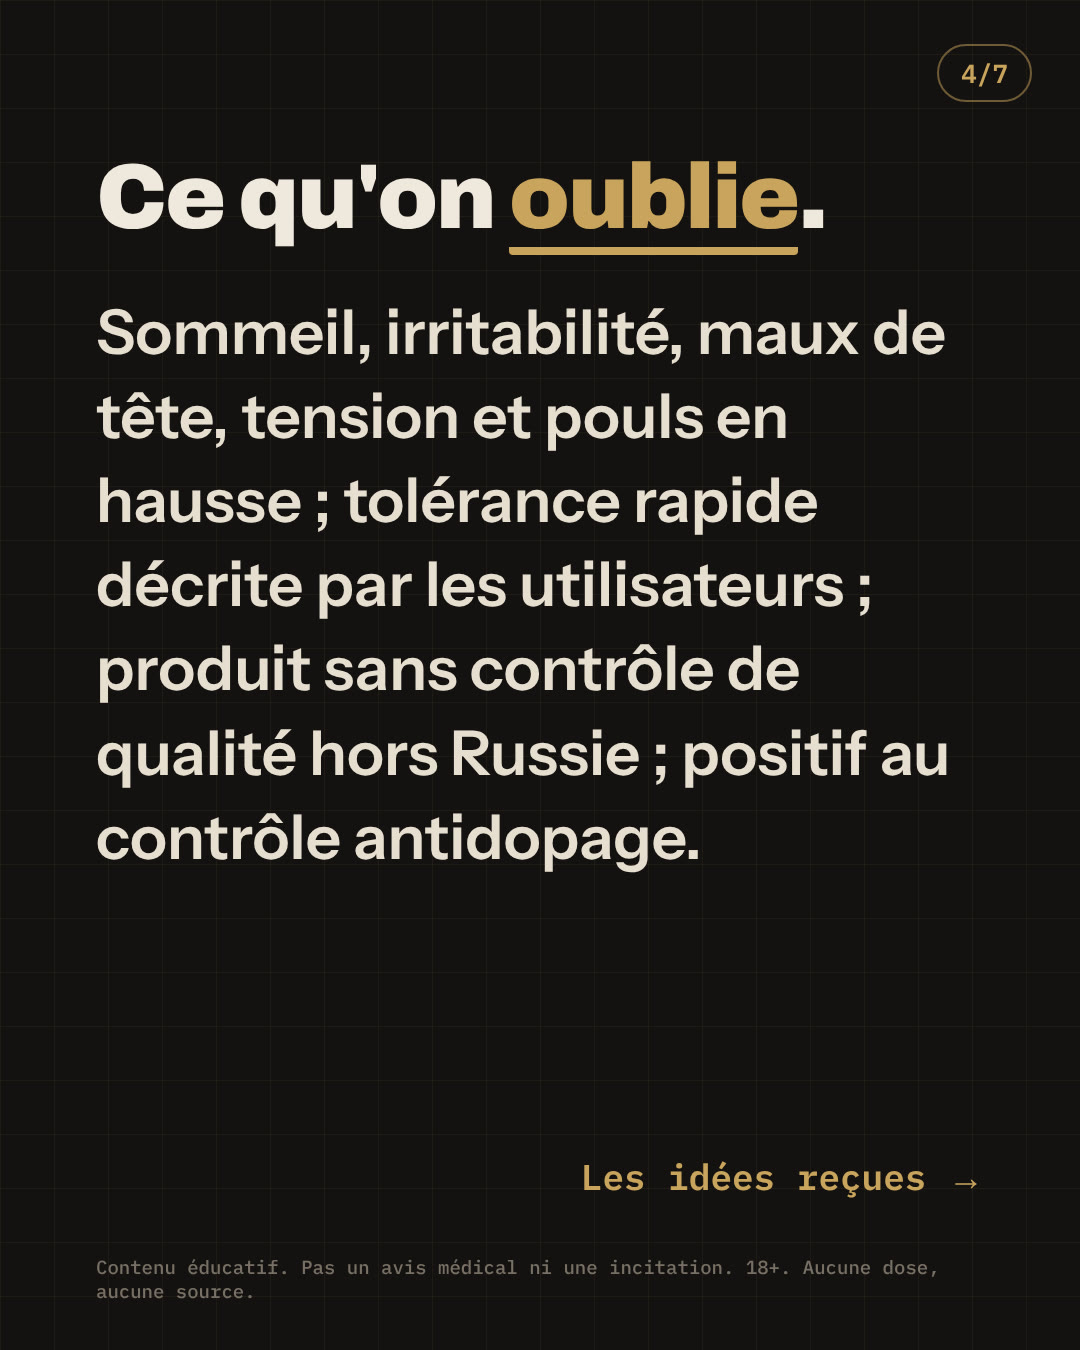 4/7
Ce qu'on oublie.
Sommeil, irritabilité, maux de
tête, tension et pouls en
hausse ; tolérance rapide
décrite par les utilisateurs ;
produit sans contrôle de
qualité hors Russie ; positif au
contrôle antidopage.
Les idées reçues →
Contenu éducatif. Pas un avis médical ni une incitation. 18+. Aucune dose,
aucune source.